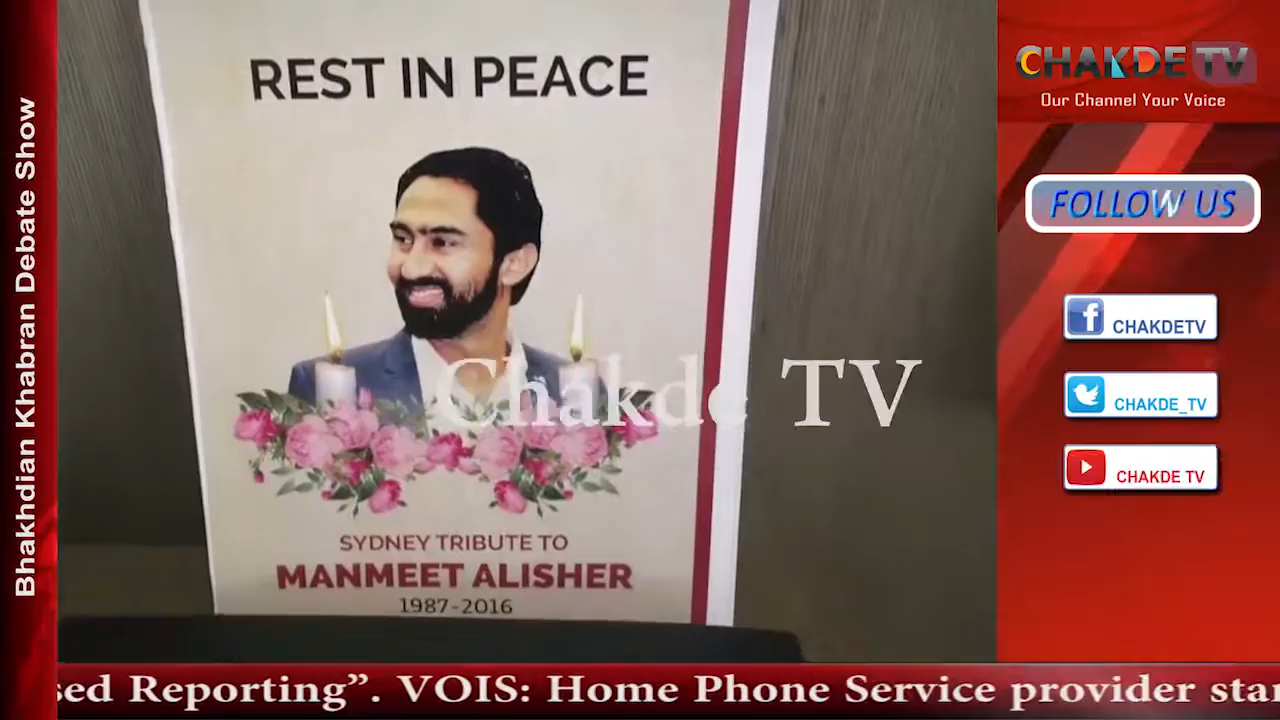 Bhakhdian Khabran Debate Show
REST IN PEACE
SYDNEY TRIBUTE TO
MANMEET ALISHER
1987-2016
Chakde TV
CHAKDE TV
Our Channel Your Voice
FOLLOW US
CHAKDETV
CHAKDE_TV
CHAKDE TV
sed Reporting”. VOIS: Home Phone Service provider star